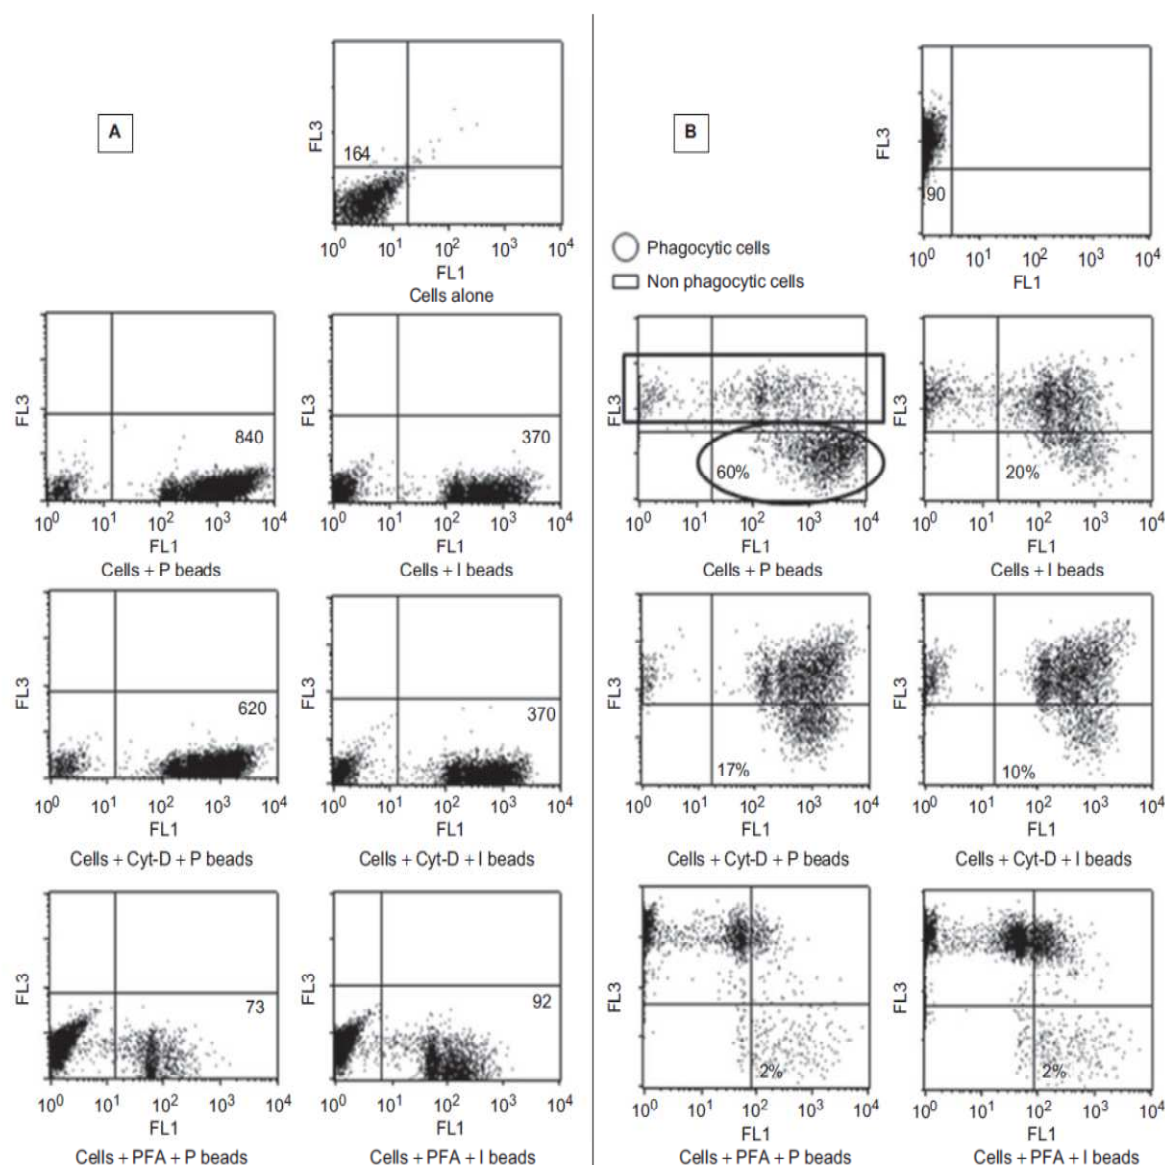 A
FL3
164
10^0 10^1 10^2 10^3 10^4
FL1
Cells alone
FL3
840
10^0 10^1 10^2 10^3 10^4
FL1
Cells + P beads
FL3
370
10^0 10^1 10^2 10^3 10^4
FL1
Cells + I beads
FL3
620
10^0 10^1 10^2 10^3 10^4
FL1
Cells + Cyt-D + P beads
FL3
370
10^0 10^1 10^2 10^3 10^4
FL1
Cells + Cyt-D + I beads
FL3
73
10^0 10^1 10^2 10^3 10^4
FL1
Cells + PFA + P beads
FL3
92
10^0 10^1 10^2 10^3 10^4
FL1
Cells + PFA + I beads
B
FL3
90
10^0 10^1 10^2 10^3 10^4
FL1
Phagocytic cells
Non phagocytic cells
FL3
60%
10^0 10^1 10^2 10^3 10^4
FL1
Cells + P beads
FL3
20%
10^0 10^1 10^2 10^3 10^4
FL1
Cells + I beads
FL3
17%
10^0 10^1 10^2 10^3 10^4
FL1
Cells + Cyt-D + P beads
FL3
10%
10^0 10^1 10^2 10^3 10^4
FL1
Cells + Cyt-D + I beads
FL3
2%
10^0 10^1 10^2 10^3 10^4
FL1
Cells + PFA + P beads
FL3
2%
10^0 10^1 10^2 10^3 10^4
FL1
Cells + PFA + I beads